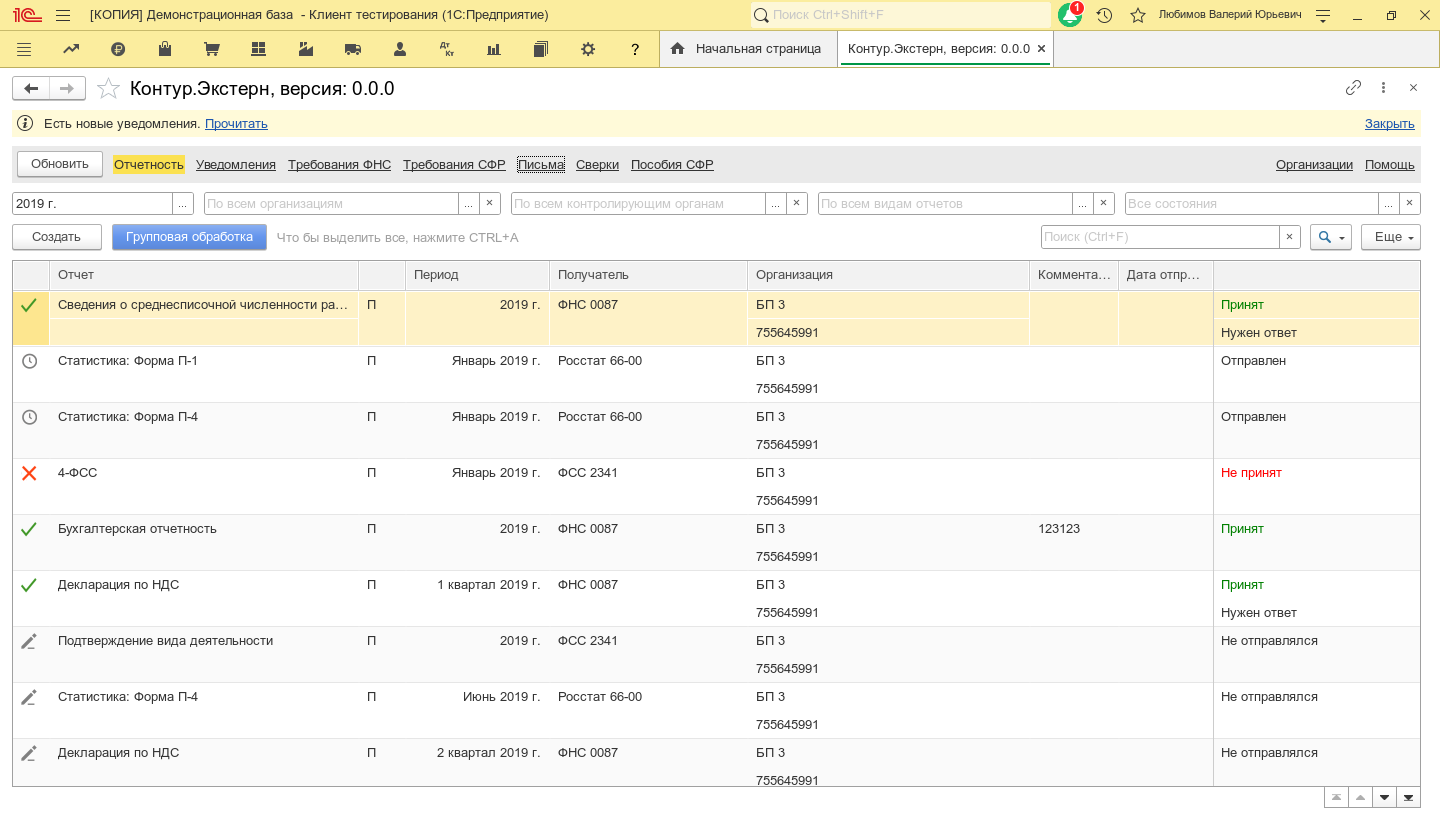 [КОПИЯ] Демонстрационная база - Клиент тестирования (1С:Предприятие)
Поиск Ctrl+Shift+F
1
Любимов Валерий Юрьевич
Дт Кт
?
Начальная страница
Контур.Экстерн, версия: 0.0.0 ×
Контур.Экстерн, версия: 0.0.0
Есть новые уведомления. Прочитать
Закрыть
Обновить Отчетность Уведомления Требования ФНС Требования СФР Письма Сверки Пособия СФР Организации Помощь
2019 г. ... По всем организациям ... × По всем контролирующим органам ... × По всем видам отчетов ... × Все состояния ... ×
Создать Групповая обработка Что бы выделить все, нажмите CTRL+A Поиск (Ctrl+F) × Еще
Отчет Период Получатель Организация Коммента... Дата отпр...
Сведения о среднесписочной численности ра... П 2019 г. ФНС 0087 БП 3 Принят
755645991 Нужен ответ
Статистика: Форма П-1 П Январь 2019 г. Росстат 66-00 БП 3 Отправлен
755645991
Статистика: Форма П-4 П Январь 2019 г. Росстат 66-00 БП 3 Отправлен
755645991
4-ФСС П Январь 2019 г. ФСС 2341 БП 3 Не принят
755645991
Бухгалтерская отчетность П 2019 г. ФНС 0087 БП 3 123123 Принят
755645991
Декларация по НДС П 1 квартал 2019 г. ФНС 0087 БП 3 Принят
755645991 Нужен ответ
Подтверждение вида деятельности П 2019 г. ФСС 2341 БП 3 Не отправлялся
755645991
Статистика: Форма П-4 П Июнь 2019 г. Росстат 66-00 БП 3 Не отправлялся
755645991
Декларация по НДС П 2 квартал 2019 г. ФНС 0087 БП 3 Не отправлялся
755645991